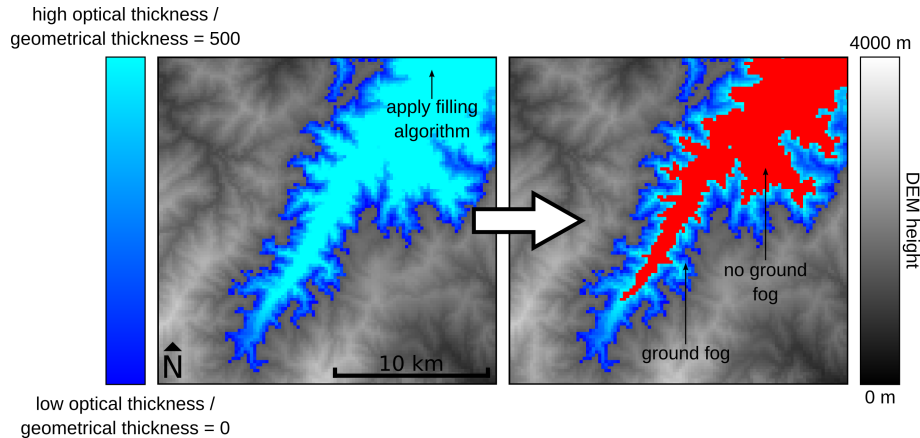 high optical thickness /
geometrical thickness = 500
low optical thickness /
geometrical thickness = 0
apply filling
algorithm
N
10 km
no ground
fog
ground fog
4000 m
DEM height
0 m